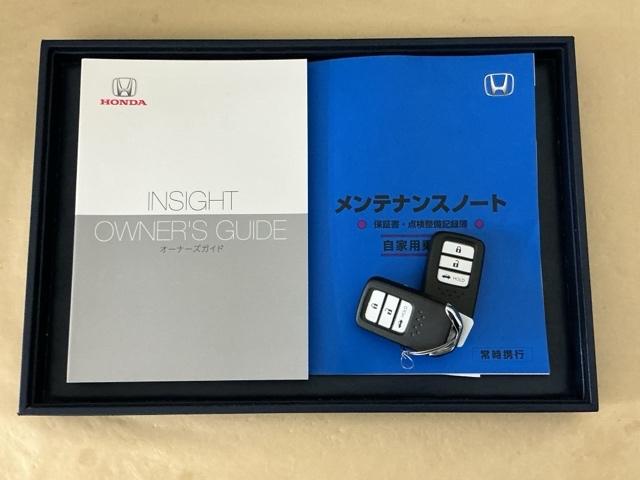 HONDA
INSIGHT
OWNER'S GUIDE
オーナーズガイド
メンテナンスノート
保証書・点検整備記録簿
自家用乗
常時携行
HOLD
HOLD